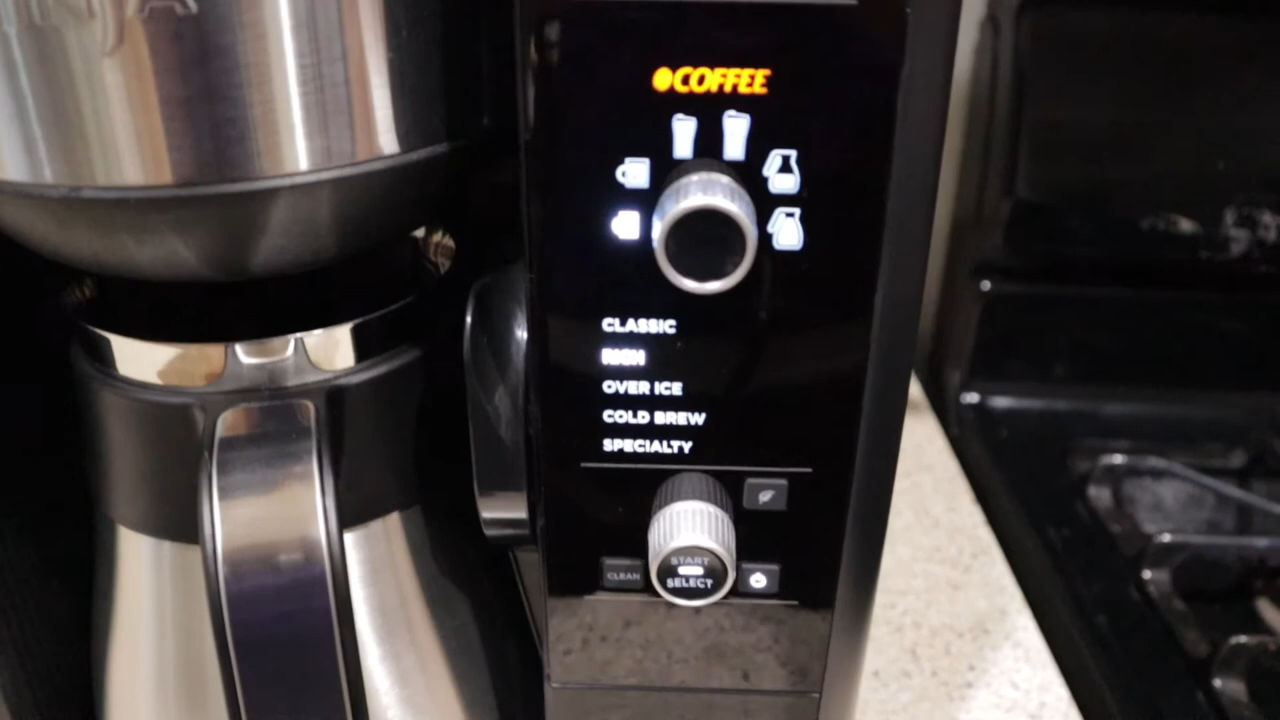 COFFEE
CLASSIC
RICH
OVER ICE
COLD BREW
SPECIALTY
START
CLEAN
SELECT